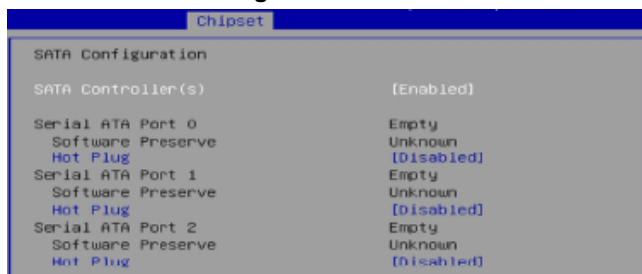 Chipset
SATA Configuration
SATA Controller(s) [Enabled]
Serial ATA Port 0 Empty
Software Preserve Unknown
Hot Plug [Disabled]
Serial ATA Port 1 Empty
Software Preserve Unknown
Hot Plug [Disabled]
Serial ATA Port 2 Empty
Software Preserve Unknown
Hot Plug [Disabled]